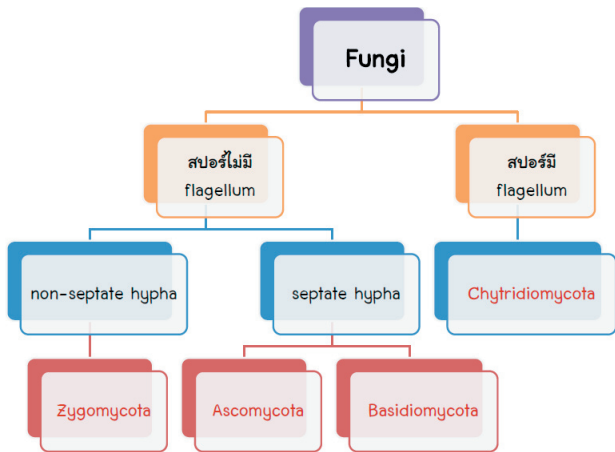 Fungi
สปอร์ไม่มี
flagellum
สปอร์มี
flagellum
non-septate hypha
septate hypha
Chytridiomycota
Zygomycota
Ascomycota
Basidiomycota